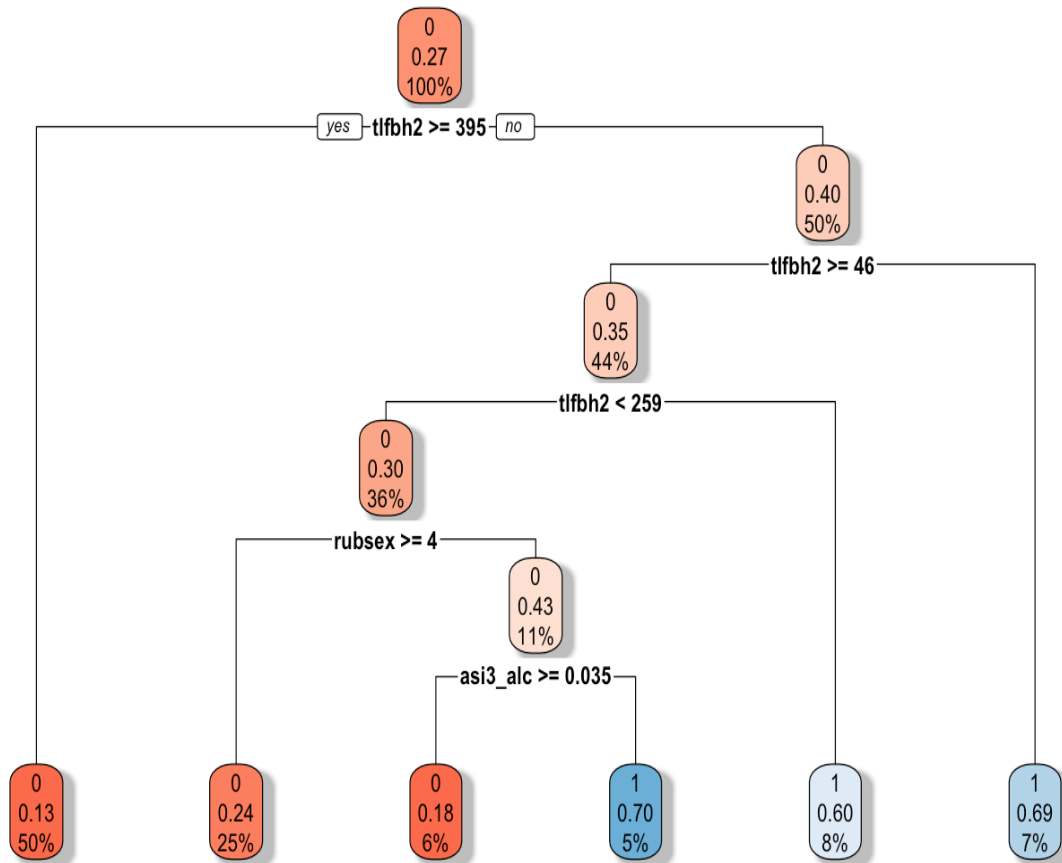 0
0.27
100%
yes tlfbh2 >= 395 no
0
0.40
50%
tlfbh2 >= 46
0
0.35
44%
tlfbh2 < 259
0
0.30
36%
rubsex >= 4
0
0.43
11%
asi3_alc >= 0.035
0 0 0 1 1 1
0.13 0.24 0.18 0.70 0.60 0.69
50% 25% 6% 5% 8% 7%